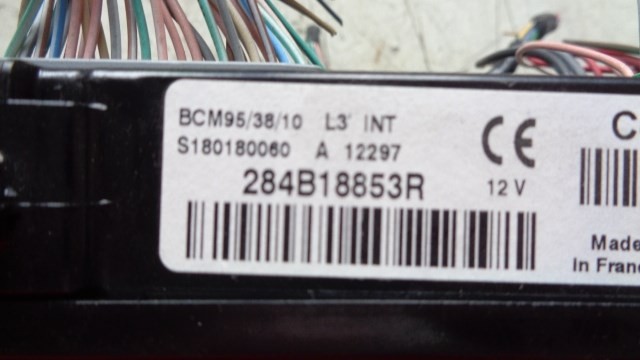 BCM95/38/10 L3 INT
S180180060 A 12297
284B18853R
12 V
CE
C
Made
In Fran